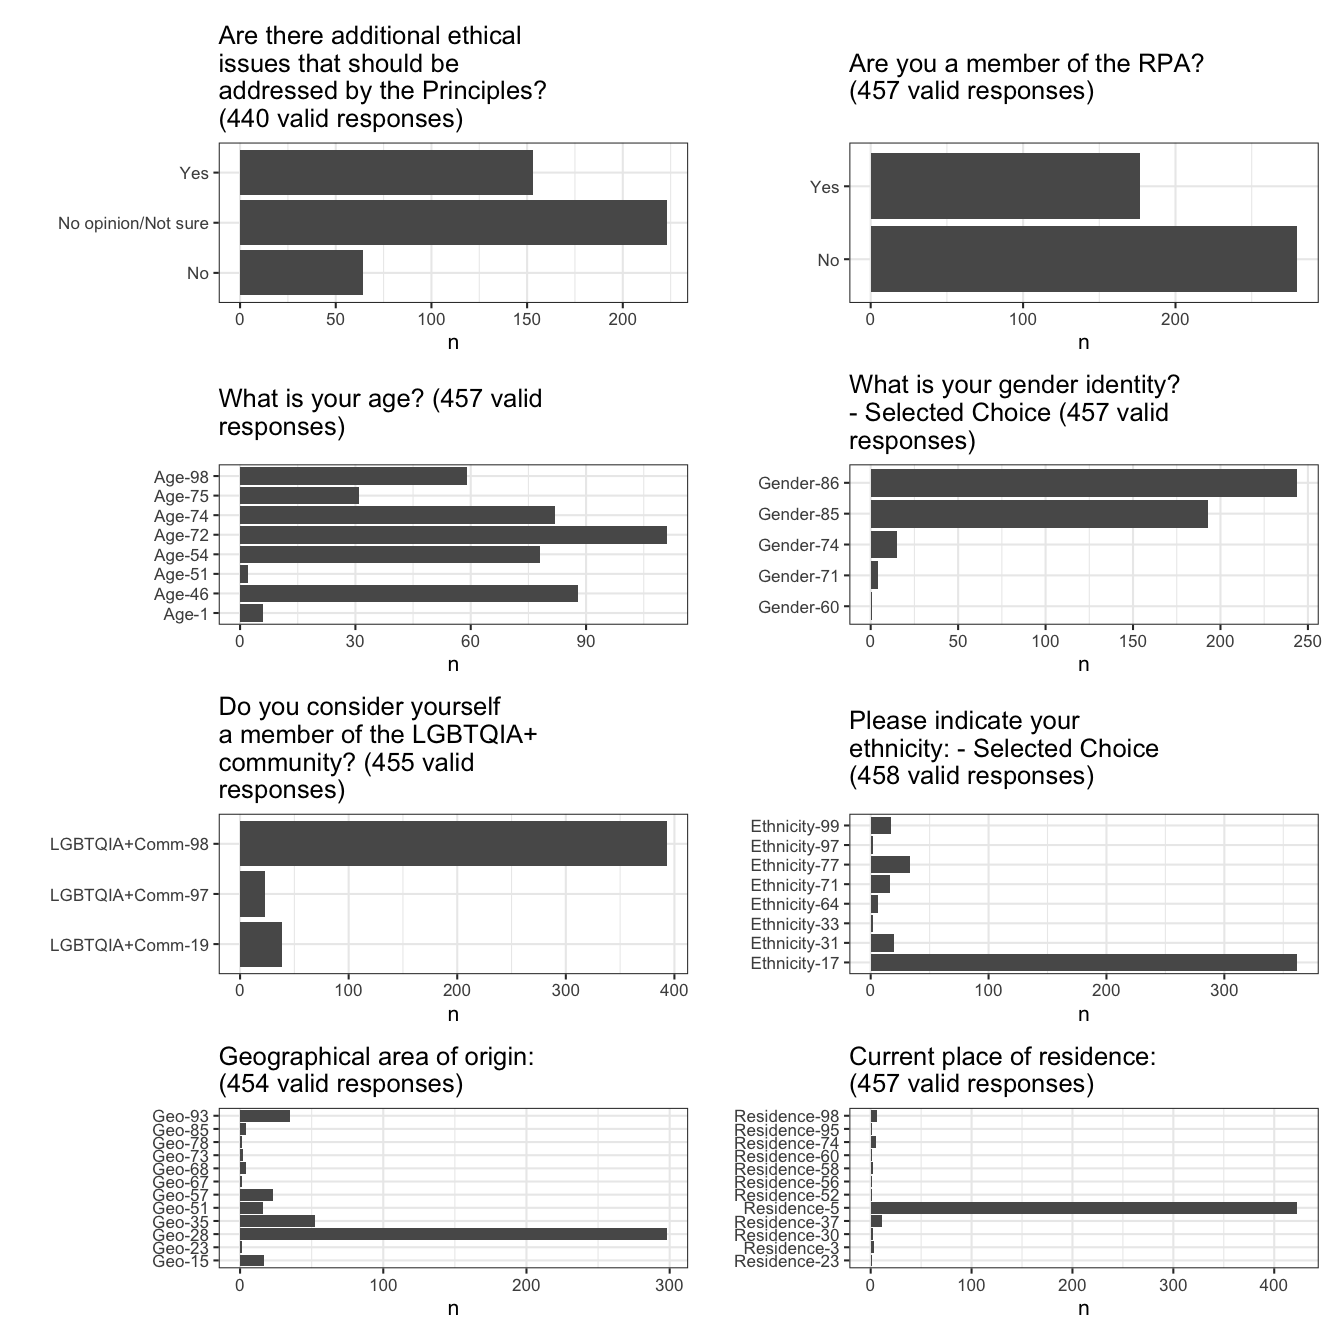 Are there additional ethical
issues that should be
addressed by the Principles?
(440 valid responses)
Yes
No opinion/Not sure
No
0 50 100 150 200
n
Are you a member of the RPA?
(457 valid responses)
Yes
No
0 100 200
n
What is your age? (457 valid
responses)
Age-98
Age-75
Age-74
Age-72
Age-54
Age-51
Age-46
Age-1
0 30 60 90
n
What is your gender identity?
- Selected Choice (457 valid
responses)
Gender-86
Gender-85
Gender-74
Gender-71
Gender-60
0 50 100 150 200 250
n
Do you consider yourself
a member of the LGBTQIA+
community? (455 valid
responses)
LGBTQIA+Comm-98
LGBTQIA+Comm-97
LGBTQIA+Comm-19
0 100 200 300 400
n
Please indicate your
ethnicity: - Selected Choice
(458 valid responses)
Ethnicity-99
Ethnicity-97
Ethnicity-77
Ethnicity-71
Ethnicity-64
Ethnicity-33
Ethnicity-31
Ethnicity-17
0 100 200 300
n
Geographical area of origin:
(454 valid responses)
Geo-93
Geo-85
Geo-78
Geo-73
Geo-68
Geo-67
Geo-57
Geo-51
Geo-35
Geo-28
Geo-23
Geo-15
0 100 200 300
n
Current place of residence:
(457 valid responses)
Residence-98
Residence-95
Residence-74
Residence-60
Residence-58
Residence-56
Residence-52
Residence-5
Residence-37
Residence-30
Residence-3
Residence-23
0 100 200 300 400
n